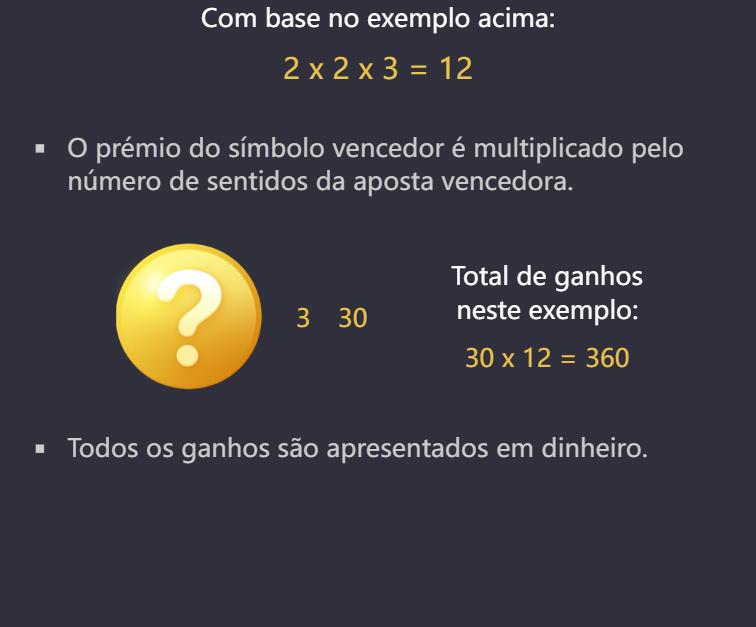 Com base no exemplo acima:
2 x 2 x 3 = 12
▪ O prémio do símbolo vencedor é multiplicado pelo
número de sentidos da aposta vencedora.
?
3 30
Total de ganhos
neste exemplo:
30 x 12 = 360
▪ Todos os ganhos são apresentados em dinheiro.